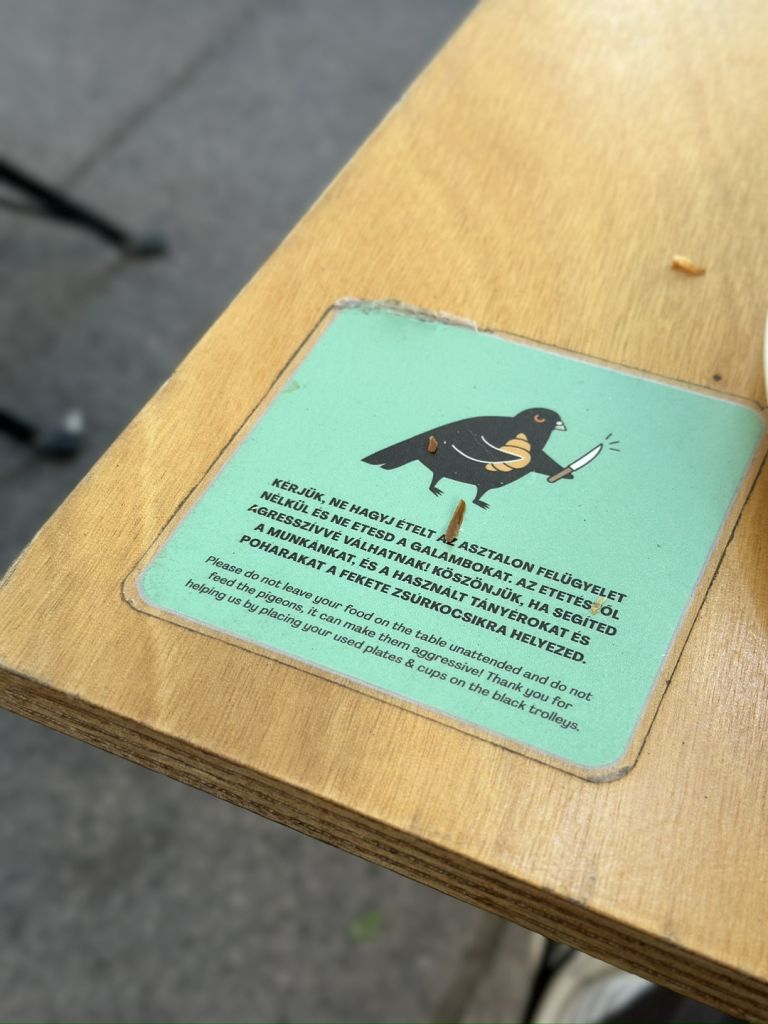 KÉRJÜK, NE HAGYJ ÉTELT AZ ASZTALON FELÜGYELET
NÉLKÜL ÉS NE ETESD A GALAMBOKAT. AZ ETETÉSTŐL
AGRESSZÍVVÉ VÁLHATNAK! KÖSZÖNJÜK, HA SEGÍTED
A MUNKÁNKAT, ÉS A HASZNÁLT TÁNYÉROKAT ÉS
POHARAKAT A FEKETE ZSÚRKOCSIKRA HELYEZED.
Please do not leave your food on the table unattended and do not
feed the pigeons, it can make them aggressive! Thank you for
helping us by placing your used plates & cups on the black trolleys.